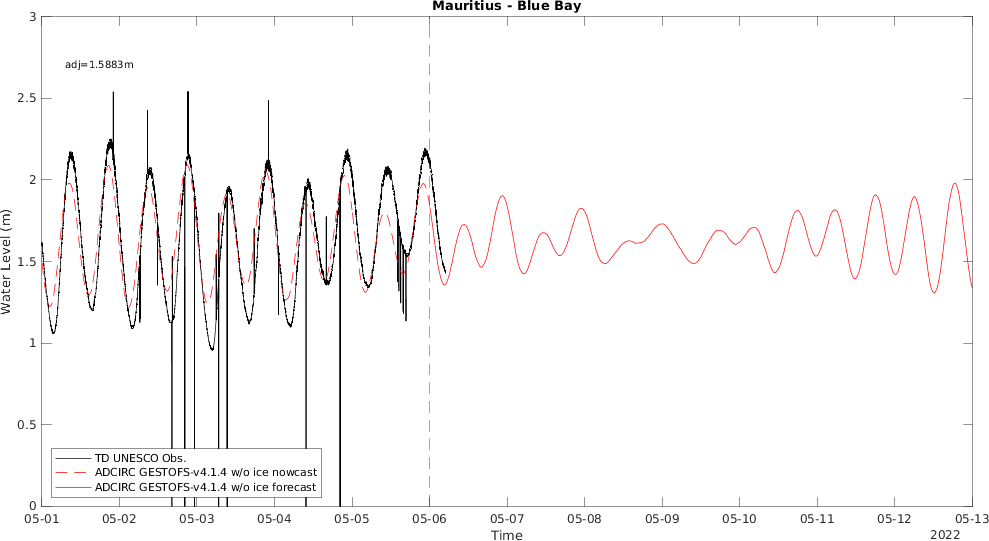 Mauritius - Blue Bay
3
2.5
2
1.5
1
0.5
0
Water Level (m)
adj=1.5883m
TD UNESCO Obs.
ADCIRC GESTOFS-v4.1.4 w/o ice nowcast
ADCIRC GESTOFS-v4.1.4 w/o ice forecast
05-01 05-02 05-03 05-04 05-05 05-06 05-07 05-08 05-09 05-10 05-11 05-12 05-13
Time
2022